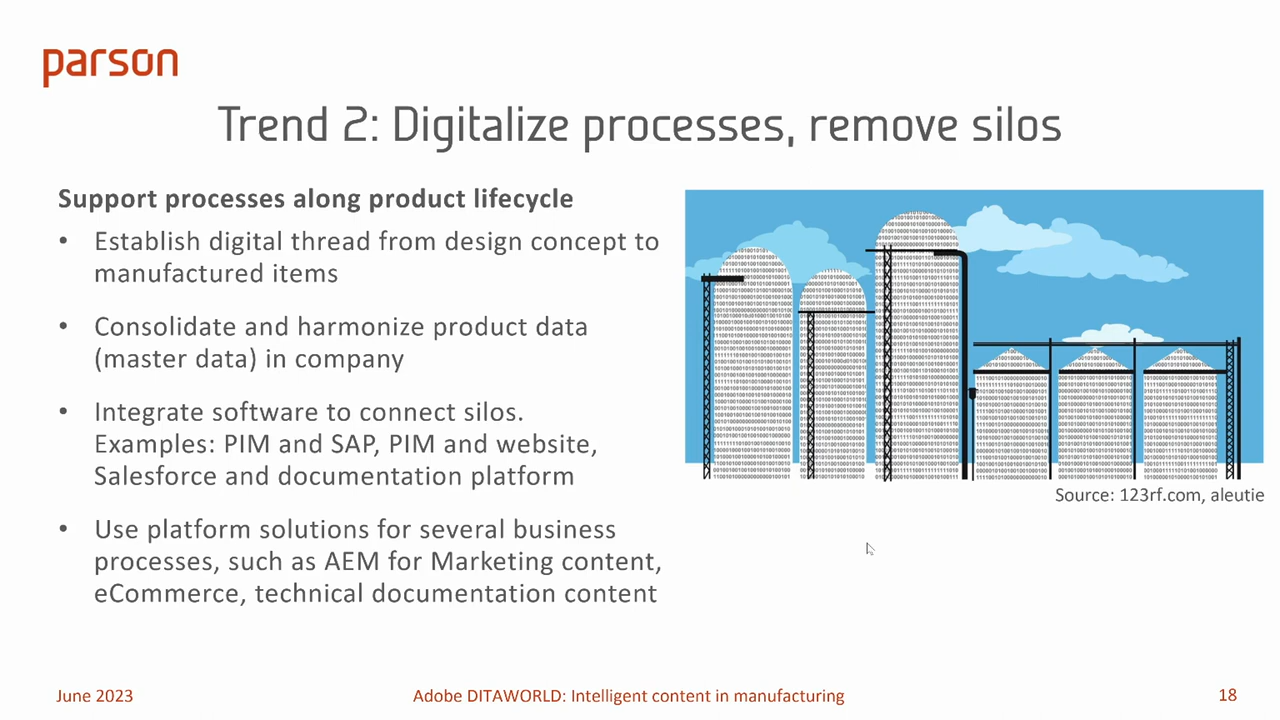 parson
Trend 2: Digitalize processes, remove silos
Support processes along product lifecycle
• Establish digital thread from design concept to
manufactured items
• Consolidate and harmonize product data
(master data) in company
• Integrate software to connect silos.
Examples: PIM and SAP, PIM and website,
Salesforce and documentation platform
• Use platform solutions for several business
processes, such as AEM for Marketing content,
eCommerce, technical documentation content
Source: 123rf.com, aleutie
June 2023
Adobe DITAWORLD: Intelligent content in manufacturing
18